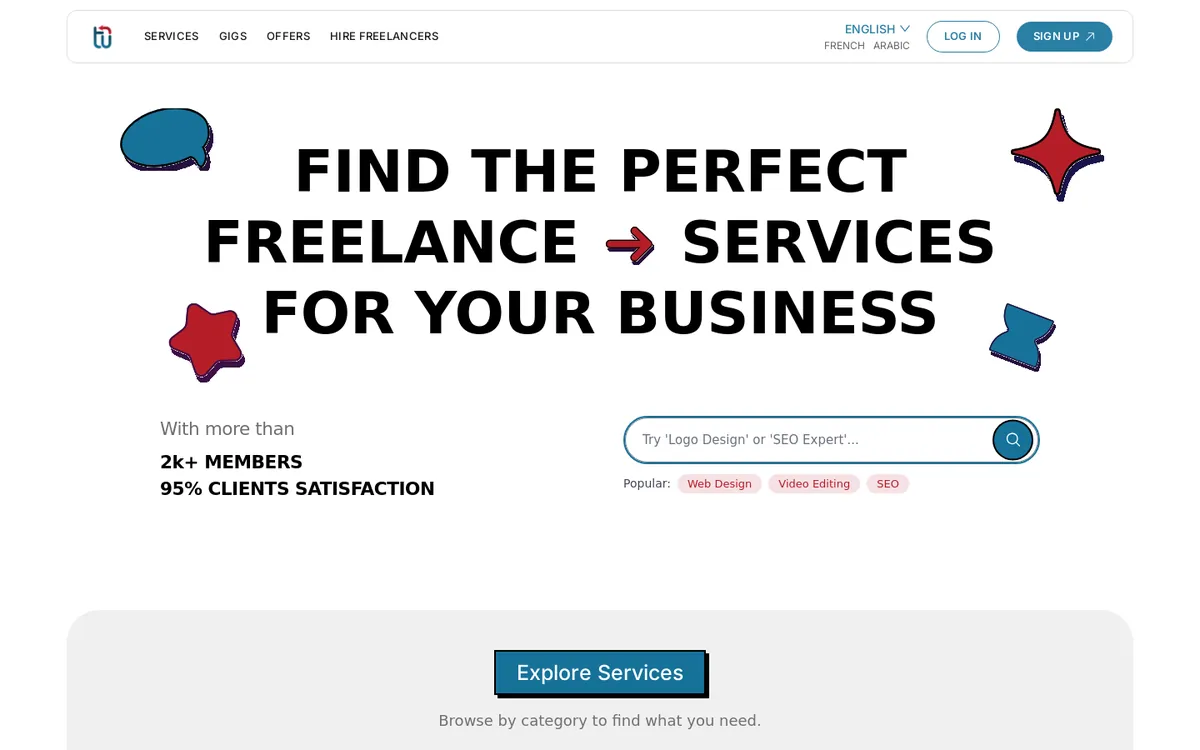 SERVICES GIGS OFFERS HIRE FREELANCERS
ENGLISH
FRENCH ARABIC
LOG IN
SIGN UP
FIND THE PERFECT
FREELANCE SERVICES
FOR YOUR BUSINESS
With more than
2k+ MEMBERS
95% CLIENTS SATISFACTION
Try 'Logo Design' or 'SEO Expert'...
Popular: Web Design Video Editing SEO
Explore Services
Browse by category to find what you need.